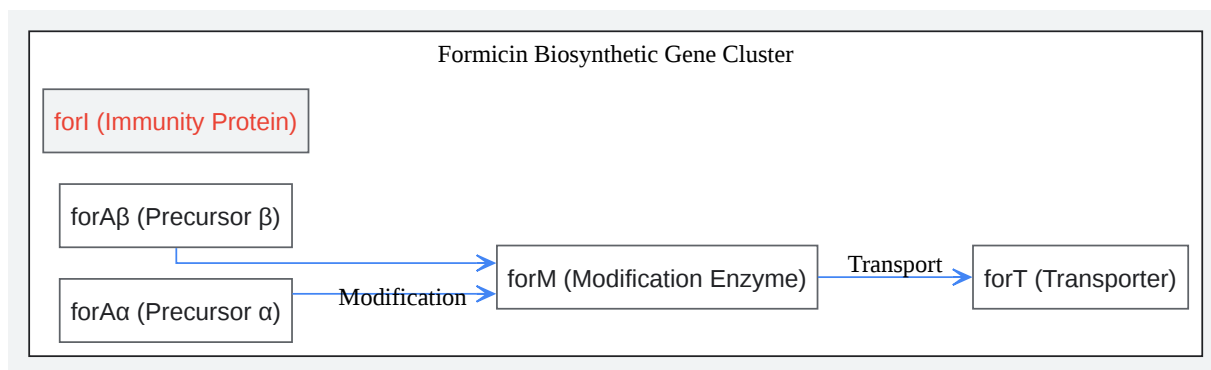 Formicin Biosynthetic Gene Cluster
forI (Immunity Protein)
forAβ (Precursor β)
forAα (Precursor α)
Modification
forM (Modification Enzyme)
Transport
forT (Transporter)